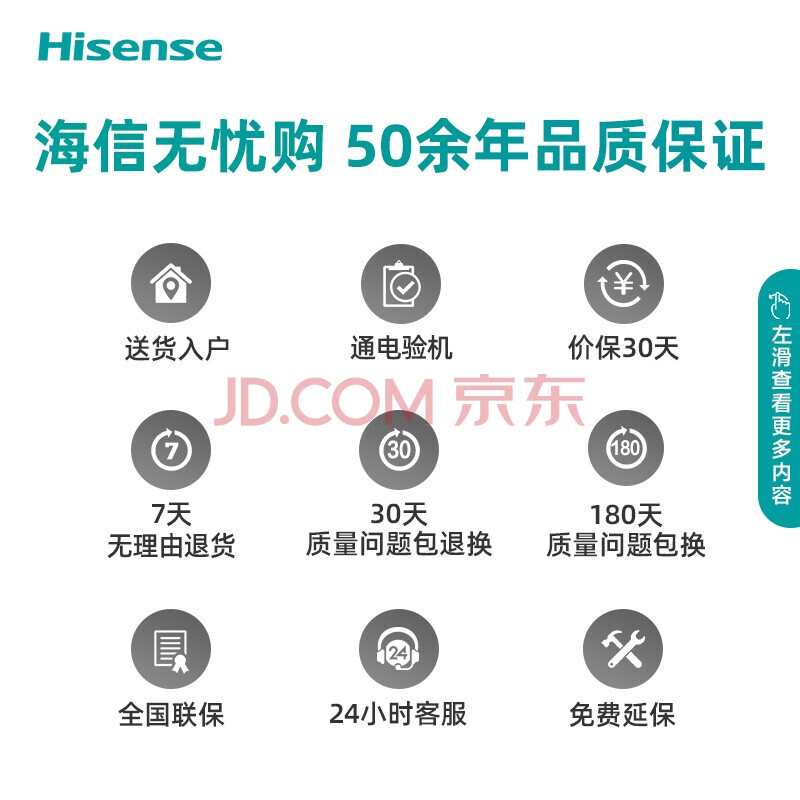 Hisense
海信无忧购 50余年品质保证
送货入户
通电验机
¥
价保30天
左滑查看更多内容
JD.COM 京东
7
7天
无理由退货
30
30天
质量问题包退换
180
180天
质量问题包换
全国联保
24
24小时客服
免费延保